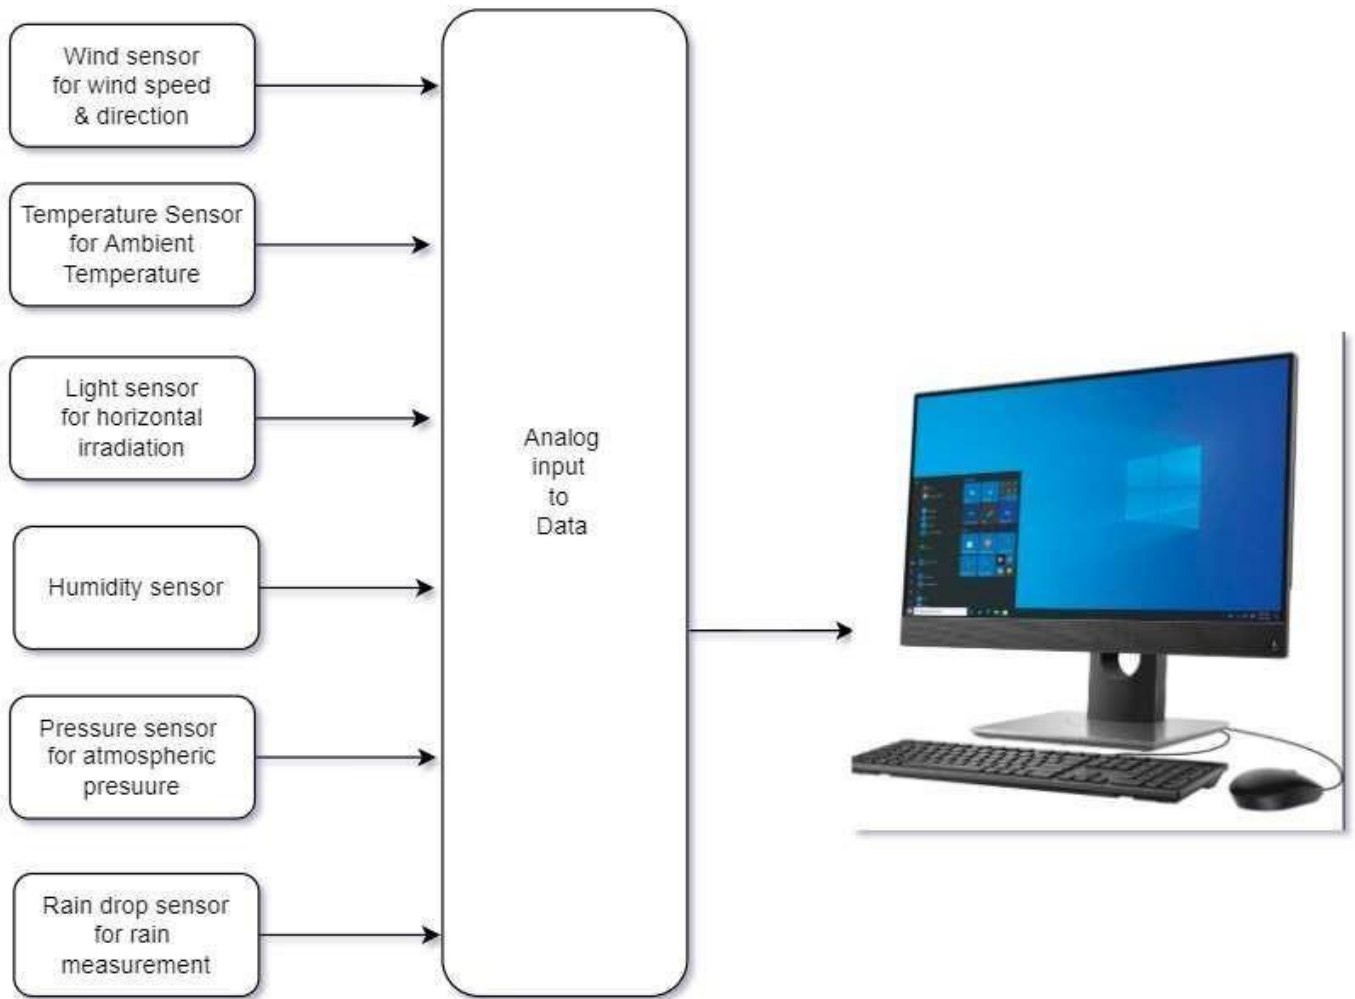 Wind sensor
for wind speed
& direction
Temperature Sensor
for Ambient
Temperature
Light sensor
for horizontal
irradiation
Humidity sensor
Pressure sensor
for atmospheric
presuure
Rain drop sensor
for rain
measurement
Analog
input
to
Data